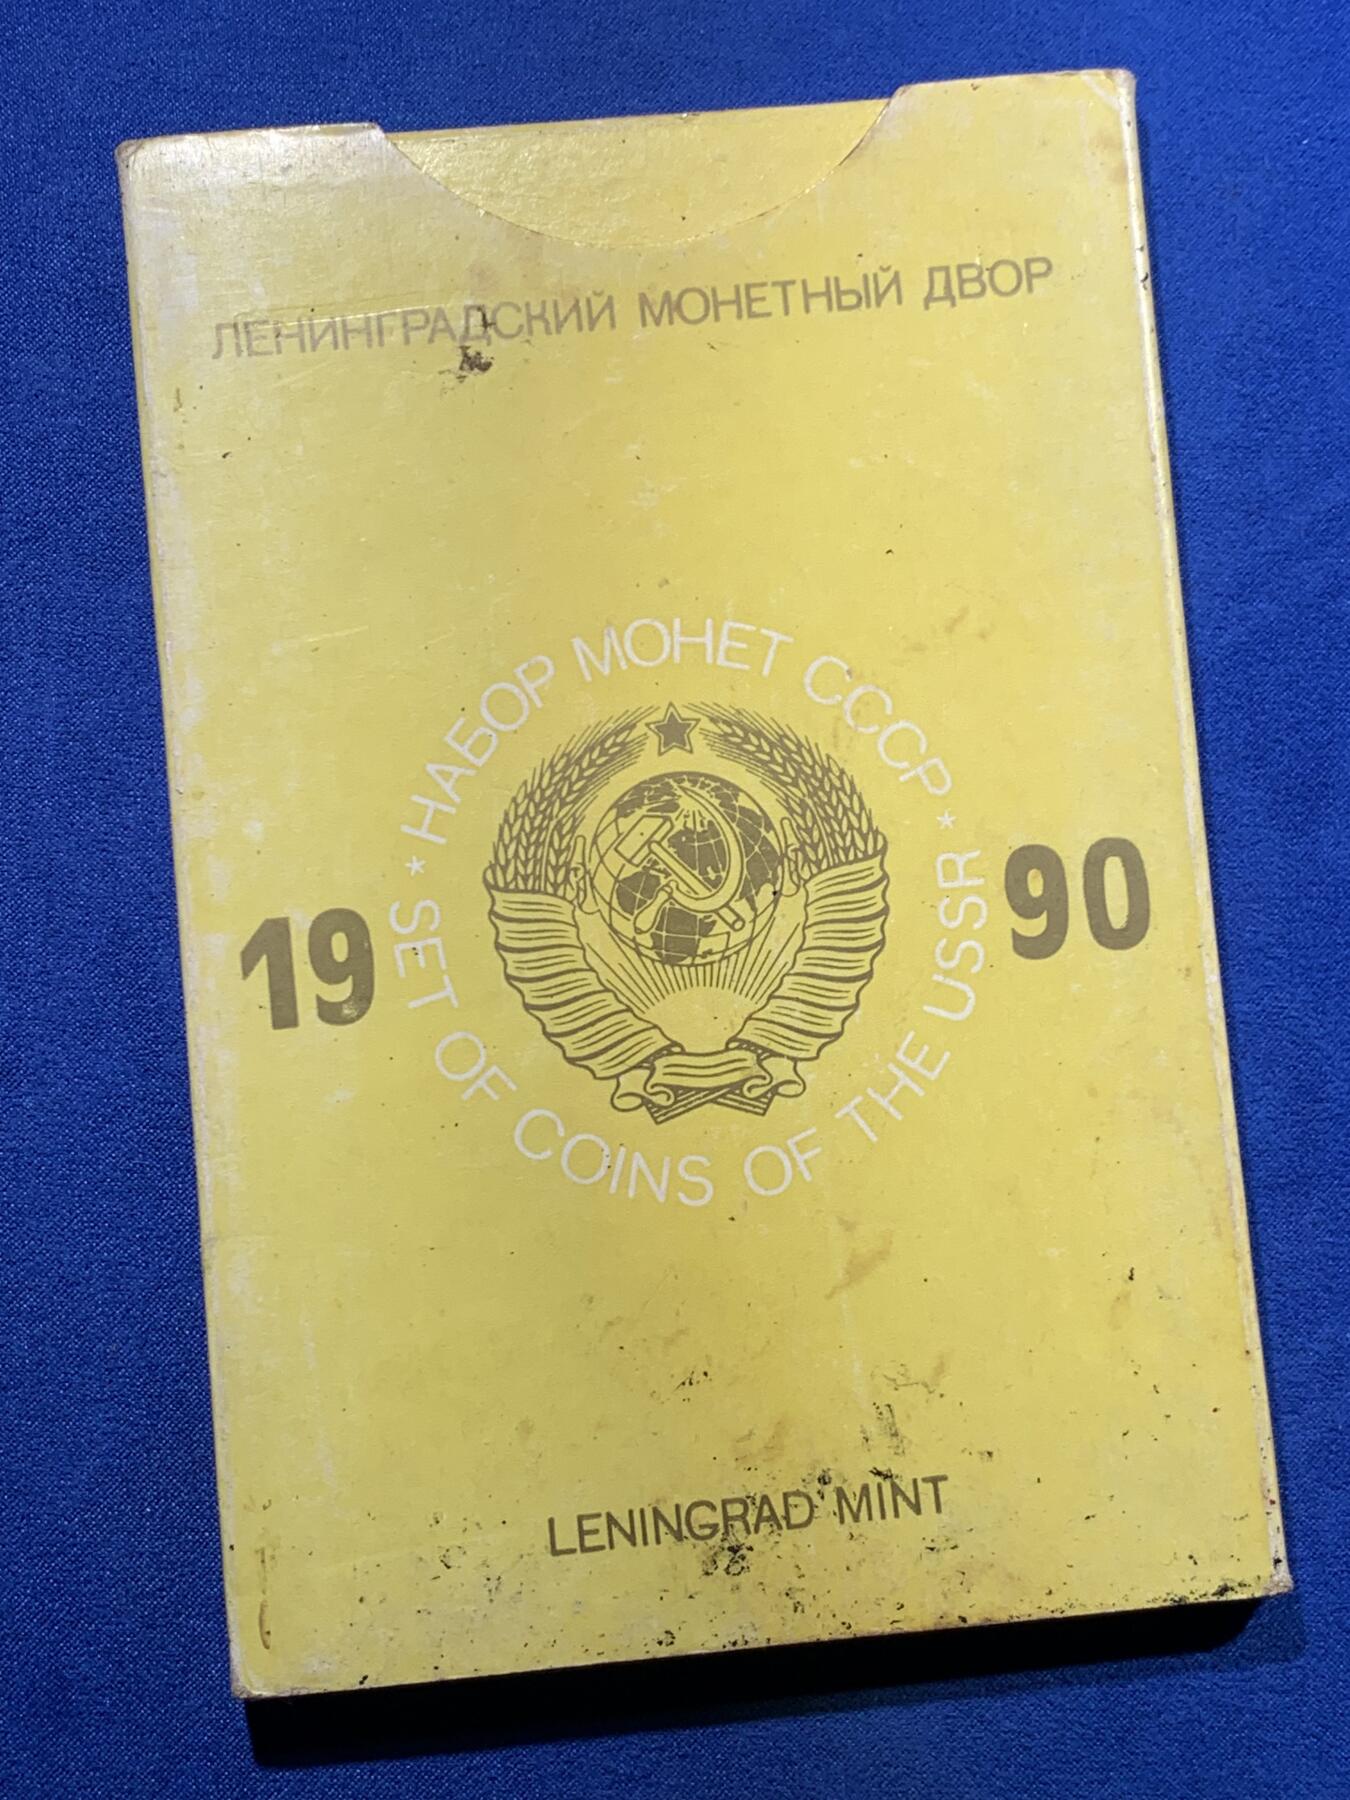 ЛЕНИНГРАДСКИЙ МОНЕТНЫЙ ДВОР
* НАБОР МОНЕТ СССР *
19 90
SET OF COINS OF THE USSR
LENINGRAD MINT